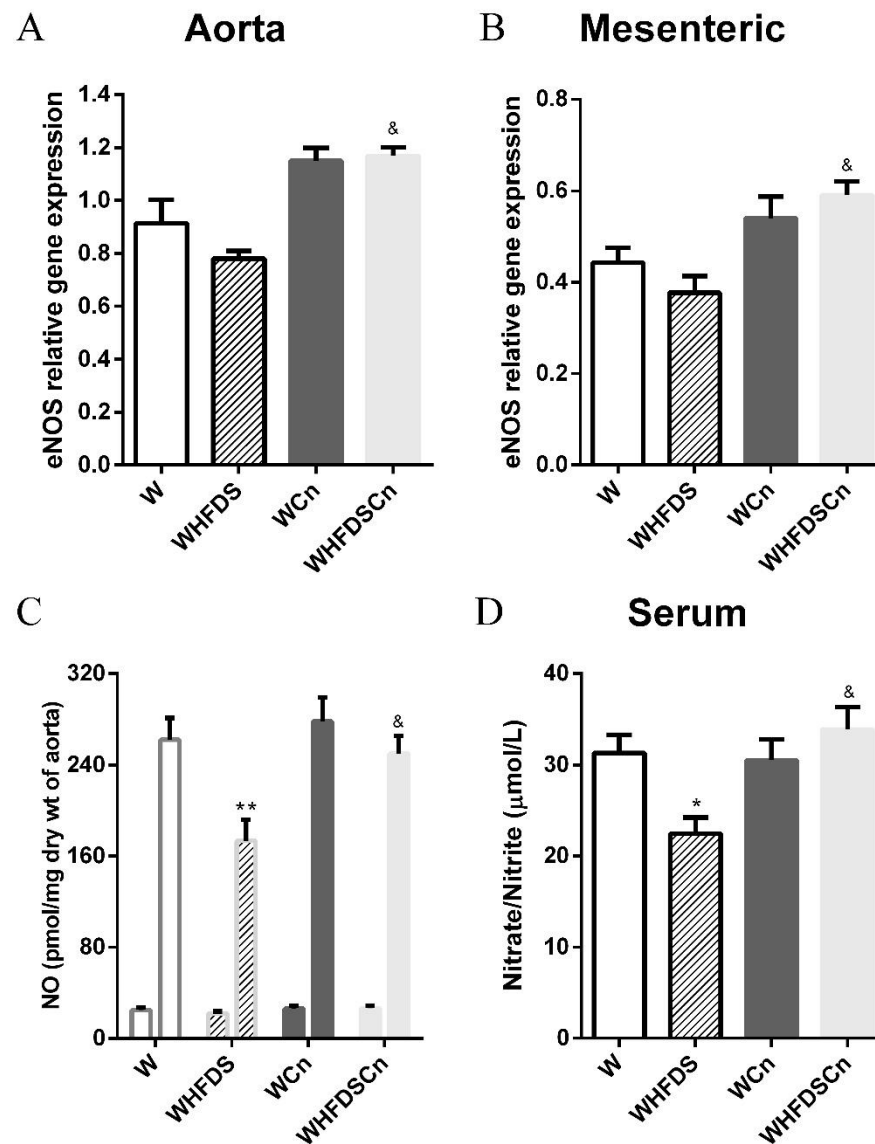 A Aorta
eNOS relative gene expression
1.4
1.2
1.0
0.8
0.6
0.4
0.2
0.0
&
W
WHFDS
WCn
WHFDSCn
B Mesenteric
eNOS relative gene expression
0.8
0.6
0.4
0.2
0.0
&
W
WHFDS
WCn
WHFDSCn
C
NO (pmol/mg dry wt of aorta)
320
240
160
80
0
**
&
W
WHFDS
WCn
WHFDSCn
D Serum
Nitrate/Nitrite (μmol/L)
40
30
20
10
0
*
&
W
WHFDS
WCn
WHFDSCn